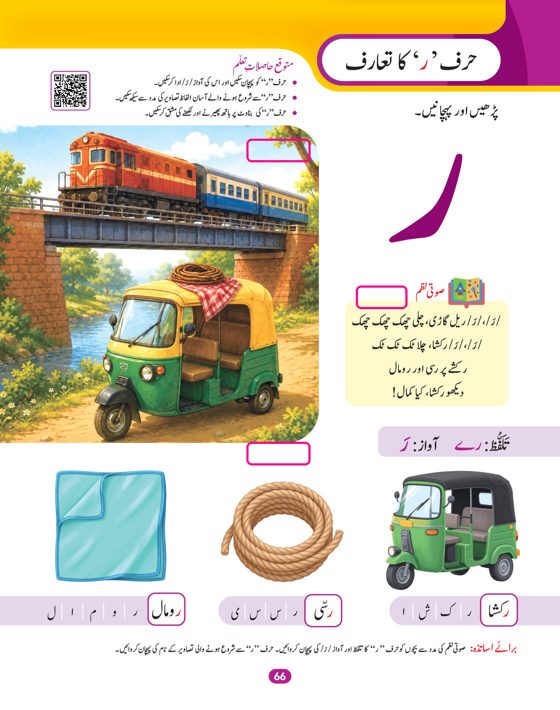 حرف ’ر‘ کا تعارف
متوقع حاصلاتِ تعلّم
• حرف ”ر“ کو پہچان سکیں اور اس کی آواز /رَ/ ادا کر سکیں۔
• حرف ”ر“ سے شروع ہونے والے آسان الفاظ تصاویر کی مدد سے سیکھ سکیں۔
• حرف ”ر“ کی بناوٹ پر ہاتھ پھیرنے اور لکھنے کی مشق کر سکیں۔
پڑھیں اور پہچانیں۔
ر
صوتی نظم
/رَ/، /رَ/ ریل گاڑی، چلی چھک چھک چھک
/رَ/، /رَ/ رکشا، چلا ٹک ٹک ٹک
رکشے پر رسی اور رومال
دیکھو رکشا، کیا کمال!
تَلَفُّظ: رے آواز: رَ
رکشا ر ک ش ا
رسّی ر س س ی
رومال ر و م ا ل
برائے اساتذہ: صوتی نظم کی مدد سے بچوں کو حرف ”ر“ کا تلفظ اور آواز /رَ/ کی پہچان کروائیں۔ حرف ”ر“ سے شروع ہونے والی تصاویر کے نام کی پہچان کروائیں۔
66